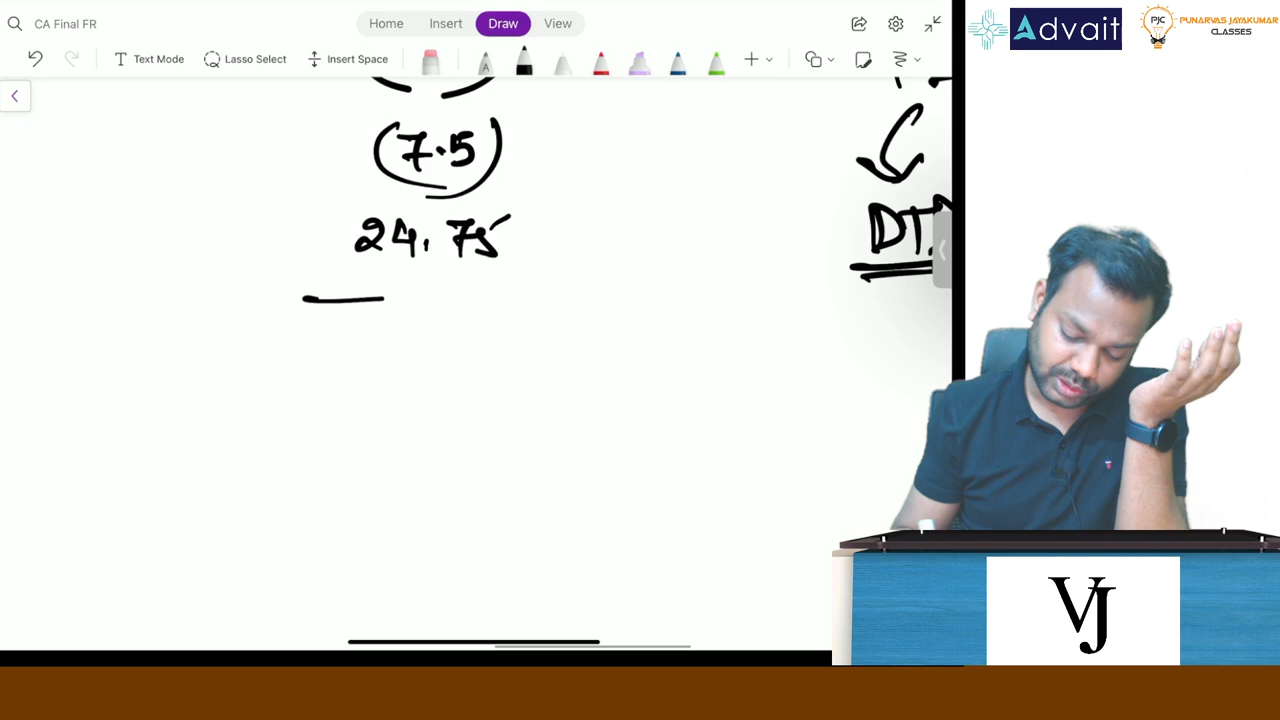 CA Final FR
Home Insert Draw View
Advait
PJC
PUNARVAS JAYAKUMAR
CLASSES
Text Mode Lasso Select Insert Space
(7.5)
24.75
DT
VJ